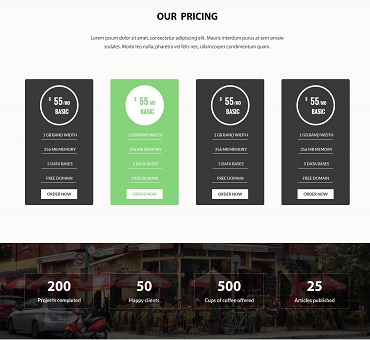 OUR PRICING
Lorem ipsum dolor sit amet, consectetur adipiscing elit. Mauris interdum purus at sem ornare
sodales. Morbi leo nulla, pharetra vel felis nec, ullamcorper condimentum quam.
$ 55/MO
BASIC
1 GB BAND WIDTH
256 MB MEMORY
5 DATA BASES
FREE DOMAIN
ORDER NOW
$ 55/MO
BASIC
1 GB BAND WIDTH
256 MB MEMORY
5 DATA BASES
FREE DOMAIN
ORDER NOW
$ 55/MO
BASIC
1 GB BAND WIDTH
256 MB MEMORY
5 DATA BASES
FREE DOMAIN
ORDER NOW
$ 55/MO
BASIC
1 GB BAND WIDTH
256 MB MEMORY
5 DATA BASES
FREE DOMAIN
ORDER NOW
200
Projects completed
50
Happy clients
500
Cups of coffee offered
25
Articles published